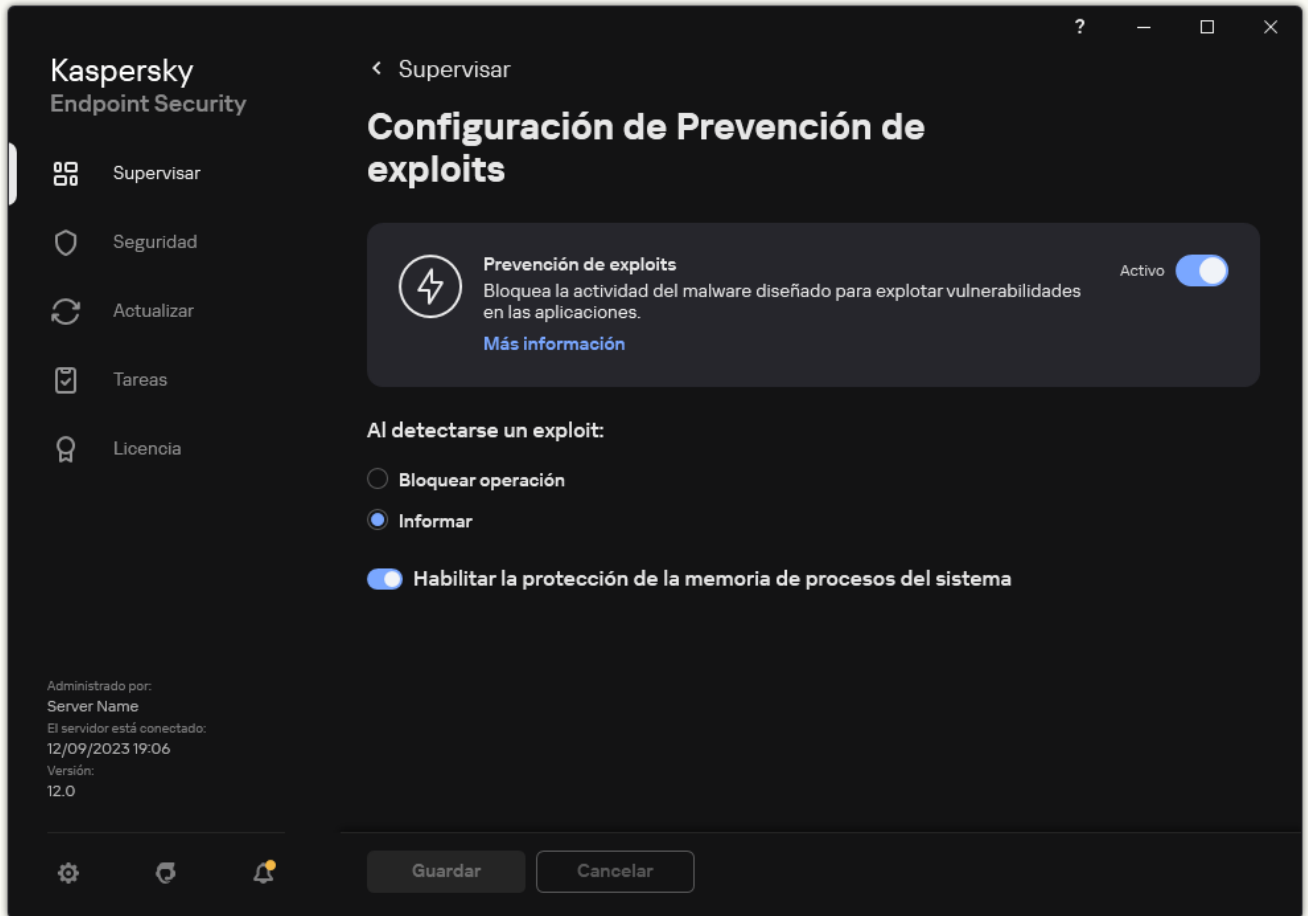 ?
Kaspersky
Endpoint Security
Supervisar
Seguridad
Actualizar
Tareas
Licencia
Administrado por:
Server Name
El servidor está conectado:
12/09/2023 19:06
Versión:
12.0
Supervisar
Configuración de Prevención de
exploits
Prevención de exploits
Bloquea la actividad del malware diseñado para explotar vulnerabilidades
en las aplicaciones.
Más información
Activo
Al detectarse un exploit:
Bloquear operación
Informar
Habilitar la protección de la memoria de procesos del sistema
Guardar
Cancelar